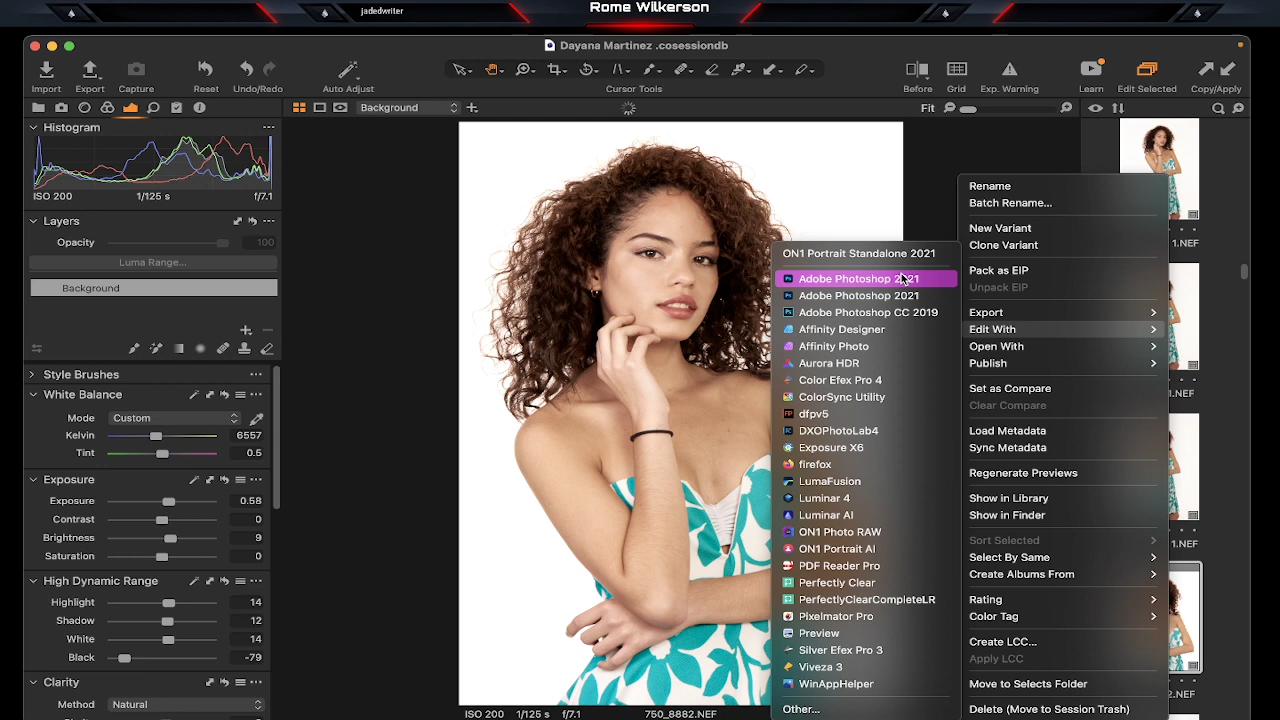 Rome Wilkerson
jadedwriter
Dayana Martinez .cosessiondb
Import
Export
Capture
Reset
Undo/Redo
Auto Adjust
Cursor Tools
Before
Grid
Exp. Warning
Learn
Edit Selected
Copy/Apply
Background
Fit
Histogram
ISO 200 1/125 s f/7.1
Layers
Opacity 100
Luma Range...
Background
Style Brushes
White Balance
Mode Custom
Kelvin 6557
Tint 0.5
Exposure
Exposure 0.58
Contrast 0
Brightness 9
Saturation 0
High Dynamic Range
Highlight 14
Shadow 12
White 14
Black -79
Clarity
Method Natural
ISO 200 1/125 s f/7.1 750_8882.NEF
ON1 Portrait Standalone 2021
Adobe Photoshop 2021
Adobe Photoshop 2021
Adobe Photoshop CC 2019
Affinity Designer
Affinity Photo
Aurora HDR
Color Efex Pro 4
ColorSync Utility
dfpv5
DXOPhotoLab4
Exposure X6
firefox
LumaFusion
Luminar 4
Luminar AI
ON1 Photo RAW
ON1 Portrait AI
PDF Reader Pro
Perfectly Clear
PerfectlyClearCompleteLR
Pixelmator Pro
Preview
Silver Efex Pro 3
Viveza 3
WinAppHelper
Other...
Rename
Batch Rename...
New Variant
Clone Variant
Pack as EIP
Unpack EIP
Export
Edit With
Open With
Publish
Set as Compare
Clear Compare
Load Metadata
Sync Metadata
Regenerate Previews
Show in Library
Show in Finder
Sort Selected
Select By Same
Create Albums From
Rating
Color Tag
Create LCC...
Apply LCC
Move to Selects Folder
Delete (Move to Session Trash)
1.NEF
1.NEF
1.NEF
2.NEF